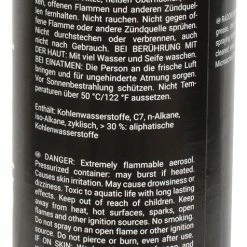 ken, offenen Flammen und anderen Zündquel-
len fernhalten. Nicht rauchen. Nicht gegen of-
fene Flamme oder andere Zündquelle sprühen.
Nicht durchstechen oder verbrennen, auch
nach Gebrauch. BEI BERÜHRUNG MIT
DER HAUT: Mit viel Wasser und Seife waschen.
BEI EINATMEN: Die Person an die frische Luft
bringen und für ungehinderte Atmung sorgen.
Vor Sonnenbestrahlung schützen. Nicht Tem-
peraturen über 50 °C/122 °F aussetzen.
Enthält: Kohlenwasserstoffe, C7, n-Alkane,
iso-Alkane, zyklisch, > 30 %: aliphatische
Kohlenwasserstoffe
DANGER: Extremely flammable aerosol.
Pressurized container: may burst if heated.
Causes skin irritation. May cause drowsiness or
dizziness. Toxic to aquatic life with long lasting
effects. Keep out of reach of children. Keep
away from heat, hot surfaces, sparks, open
flames and other ignition sources. No smoking.
Do not spray on an open flame or other ignition
source. Do not pierce or burn, even after use.
IF ON SKIN:
grease,